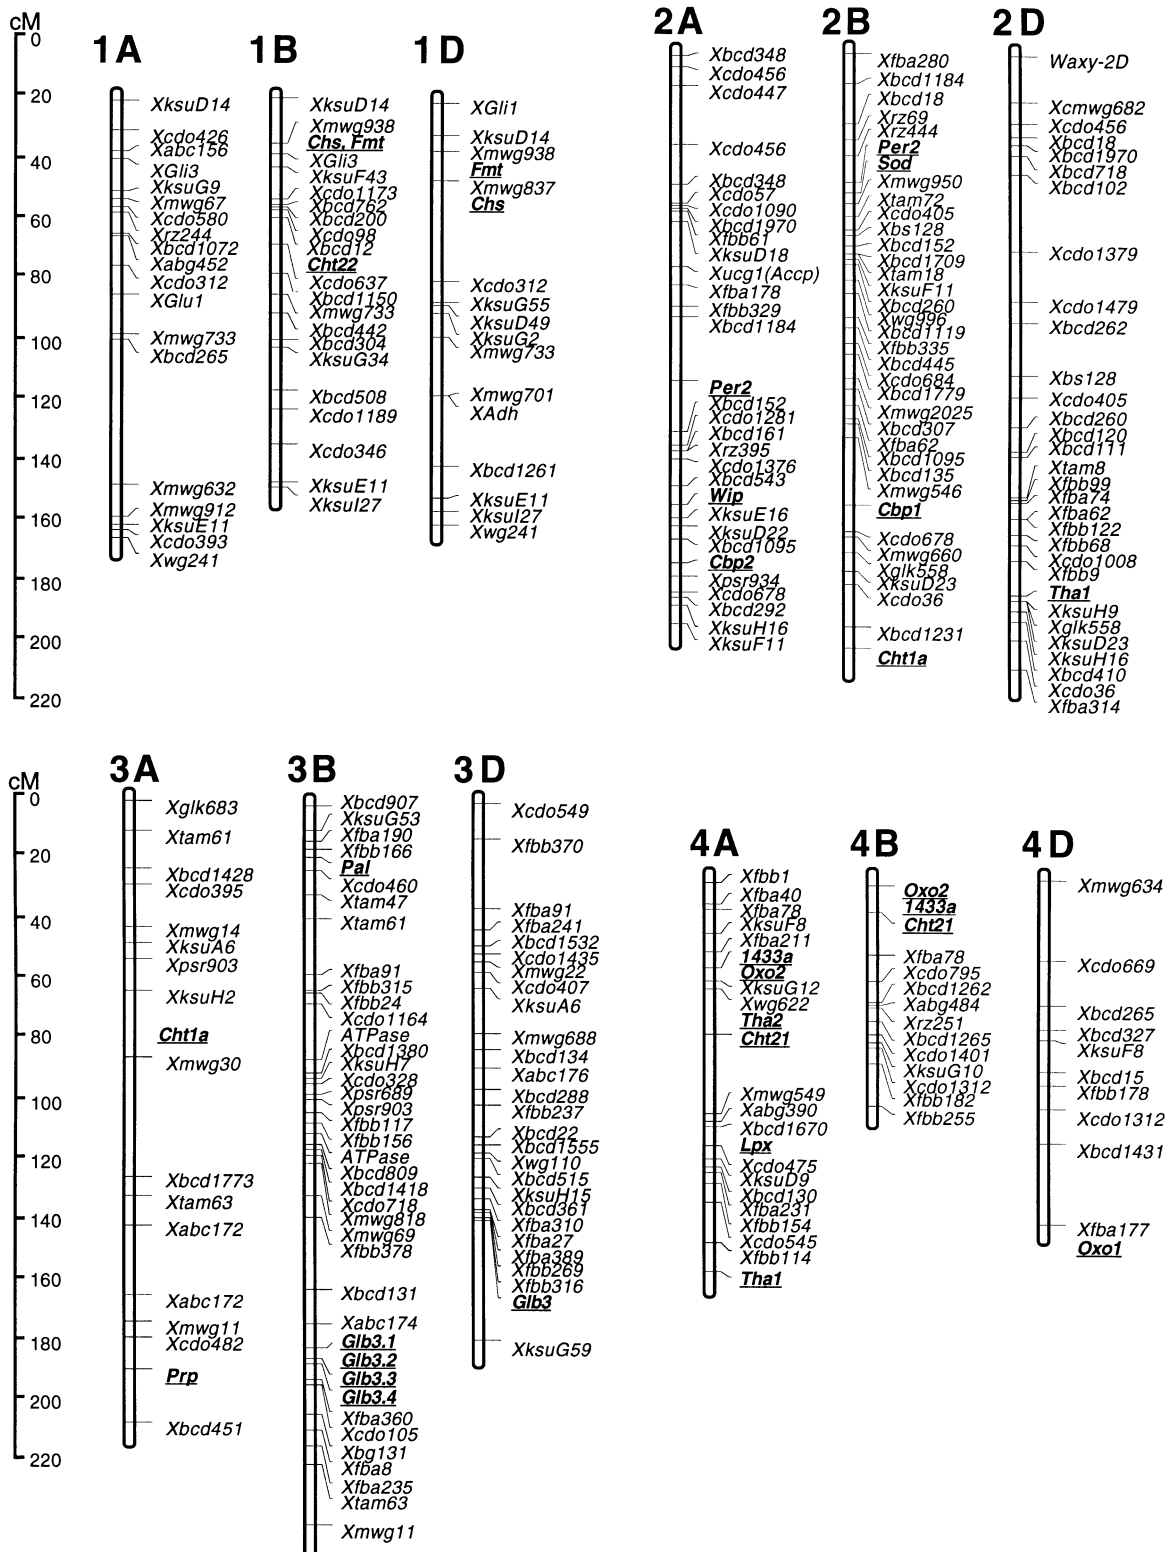 cM
0
20
40
60
80
100
120
140
160
180
200
220
1A
XksuD14
Xcdo426
Xabc156
XGli3
XksuG9
Xmwg67
Xcdo580
Xrz244
Xbcd1072
Xabg452
Xcdo312
XGlu1
Xmwg733
Xbcd265
Xmwg632
Xmwg912
XksuE11
Xcdo393
Xwg241
1B
XksuD14
Xmwg938
Chs, Fmt
XGli3
XksuF43
Xcdo1173
Xbcd762
Xbcd200
Xcdo98
Xbcd12
Cht22
Xcdo637
Xbcd1150
Xmwg733
Xbcd442
Xbcd304
XksuG34
Xbcd508
Xcdo1189
Xcdo346
XksuE11
XksuI27
1D
XGli1
XksuD14
Xmwg938
Fmt
Xmwg837
Chs
Xcdo312
XksuG55
XksuD49
XksuG2
Xmwg733
Xmwg701
XAdh
Xbcd1261
XksuE11
XksuI27
Xwg241
2A
Xbcd348
Xcdo456
Xcdo447
Xcdo456
Xbcd348
Xcdo57
Xcdo1090
Xbcd1970
Xfbb61
XksuD18
Xucg1(Accp)
Xfba178
Xfbb329
Xbcd1184
Per2
Xbcd152
Xcdo1281
Xbcd161
Xrz395
Xcdo1376
Xbcd543
Wip
XksuE16
XksuD22
Xbcd1095
Cbp2
Xpsr934
Xcdo678
Xbcd292
XksuH16
XksuF11
2B
Xfba280
Xbcd1184
Xbcd18
Xrz69
Xrz444
Per2
Sod
Xmwg950
Xtam72
Xcdo405
Xbs128
Xbcd152
Xbcd1709
Xtam18
XksuF11
Xbcd260
Xwg996
Xbcd1119
Xfbb335
Xbcd445
Xcdo684
Xbcd1779
Xmwg2025
Xbcd307
Xfba62
Xbcd1095
Xbcd135
Xmwg546
Cbp1
Xcdo678
Xmwg660
Xglk558
XksuD23
Xcdo36
Xbcd1231
Cht1a
2D
Waxy-2D
Xcmwg682
Xcdo456
Xbcd18
Xbcd1970
Xbcd718
Xbcd102
Xcdo1379
Xcdo1479
Xbcd262
Xbs128
Xcdo405
Xbcd260
Xbcd120
Xbcd111
Xtam8
Xfbb99
Xfba74
Xfba62
Xfbb122
Xfbb68
Xcdo1008
Xfbb9
Tha1
XksuH9
Xglk558
XksuD23
XksuH16
Xbcd410
Xcdo36
Xfba314
cM
0
20
40
60
80
100
120
140
160
180
200
220
3A
Xglk683
Xtam61
Xbcd1428
Xcdo395
Xmwg14
XksuA6
Xpsr903
XksuH2
Cht1a
Xmwg30
Xbcd1773
Xtam63
Xabc172
Xabc172
Xmwg11
Xcdo482
Prp
Xbcd451
3B
Xbcd907
XksuG53
Xfba190
Xfbb166
Pal
Xcdo460
Xtam47
Xtam61
Xfba91
Xfbb315
Xfbb24
Xcdo1164
ATPase
Xbcd1380
XksuH7
Xcdo328
Xpsr689
Xpsr903
Xfbb117
Xfbb156
ATPase
Xbcd809
Xbcd1418
Xcdo718
Xmwg818
Xmwg69
Xfbb378
Xbcd131
Xabc174
Glb3.1
Glb3.2
Glb3.3
Glb3.4
Xfba360
Xcdo105
Xbg131
Xfba8
Xfba235
Xtam63
Xmwg11
3D
Xcdo549
Xfbb370
Xfba91
Xfba241
Xbcd1532
Xcdo1435
Xmwg22
Xcdo407
XksuA6
Xmwg688
Xbcd134
Xabc176
Xbcd288
Xfbb237
Xbcd22
Xbcd1555
Xwg110
Xbcd515
XksuH15
Xbcd361
Xfba310
Xfba27
Xfba389
Xfbb269
Xfbb316
Glb3
XksuG59
4A
Xfbb1
Xfba40
Xfba78
XksuF8
Xfba211
1433a
Oxo2
XksuG12
Xwg622
Tha2
Cht21
Xmwg549
Xabg390
Xbcd1670
Lpx
Xcdo475
XksuD9
Xbcd130
Xfba231
Xfbb154
Xcdo545
Xfbb114
Tha1
4B
Oxo2
1433a
Cht21
Xfba78
Xcdo795
Xbcd1262
Xabg484
Xrz251
Xbcd1265
Xcdo1401
XksuG10
Xcdo1312
Xfbb182
Xfbb255
4D
Xmwg634
Xcdo669
Xbcd265
Xbcd327
XksuF8
Xbcd15
Xfbb178
Xcdo1312
Xbcd1431
Xfba177
Oxo1